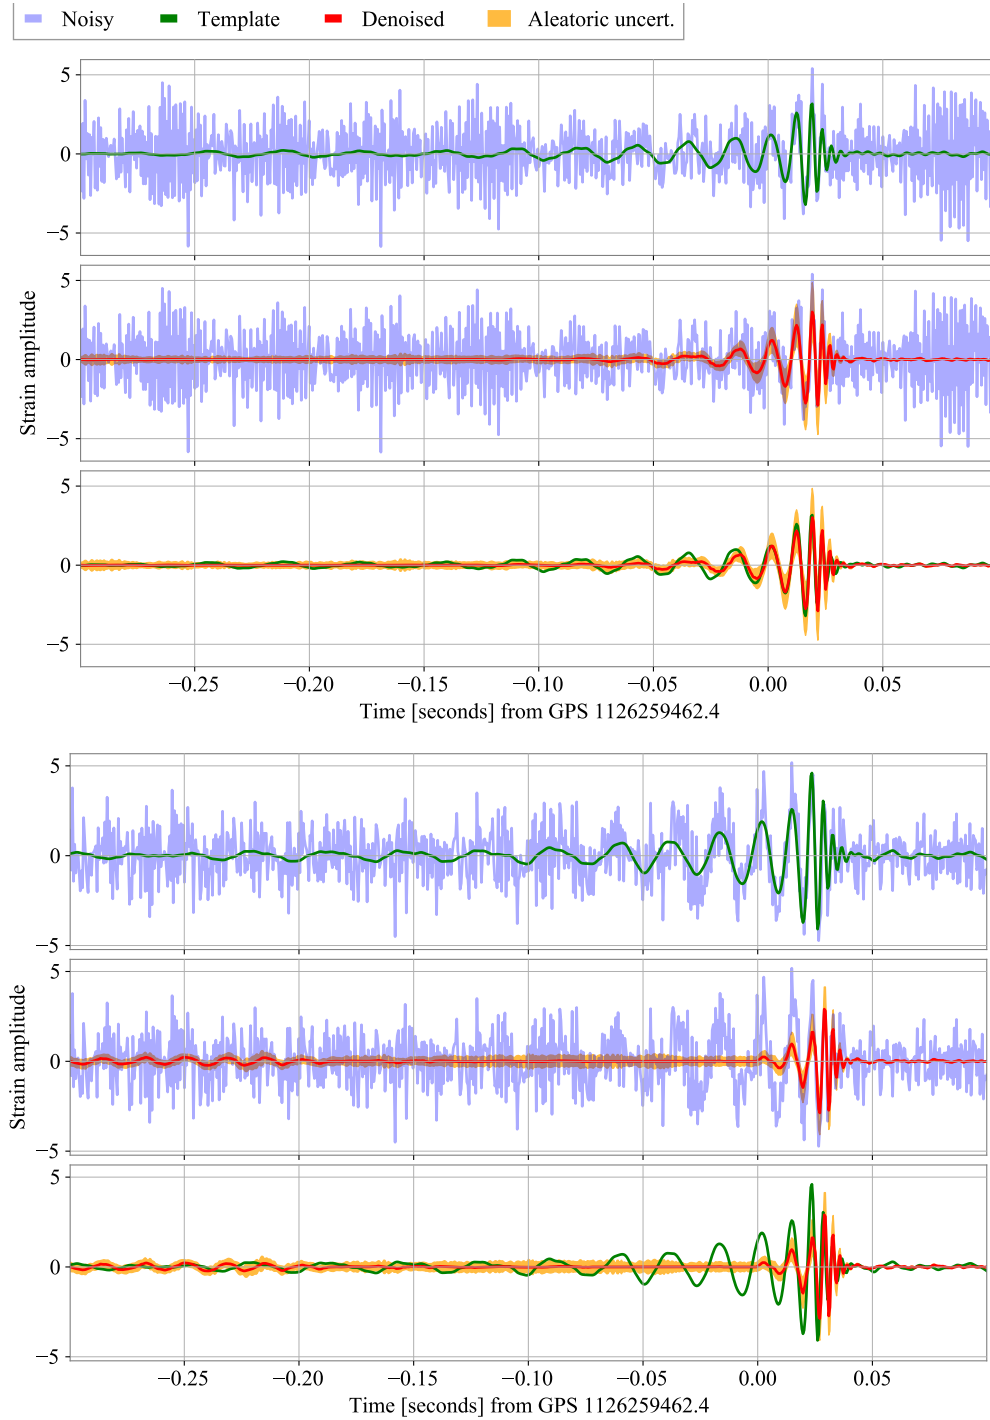 Noisy Template Denoised Aleatoric uncert.
5
0
−5
5
0
−5
5
0
−5
Strain amplitude
−0.25 −0.20 −0.15 −0.10 −0.05 0.00 0.05
Time [seconds] from GPS 1126259462.4
5
0
−5
5
0
−5
5
0
−5
Strain amplitude
−0.25 −0.20 −0.15 −0.10 −0.05 0.00 0.05
Time [seconds] from GPS 1126259462.4